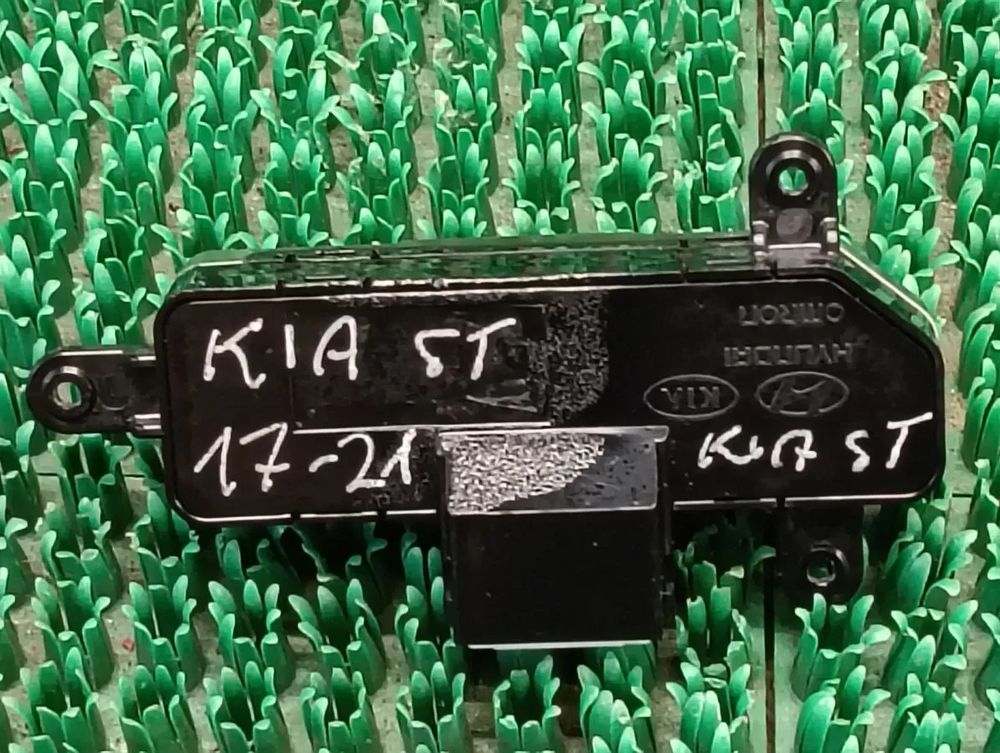 OMRON
HYUNDAI
KIA
KIA ST
17-21
KIA ST